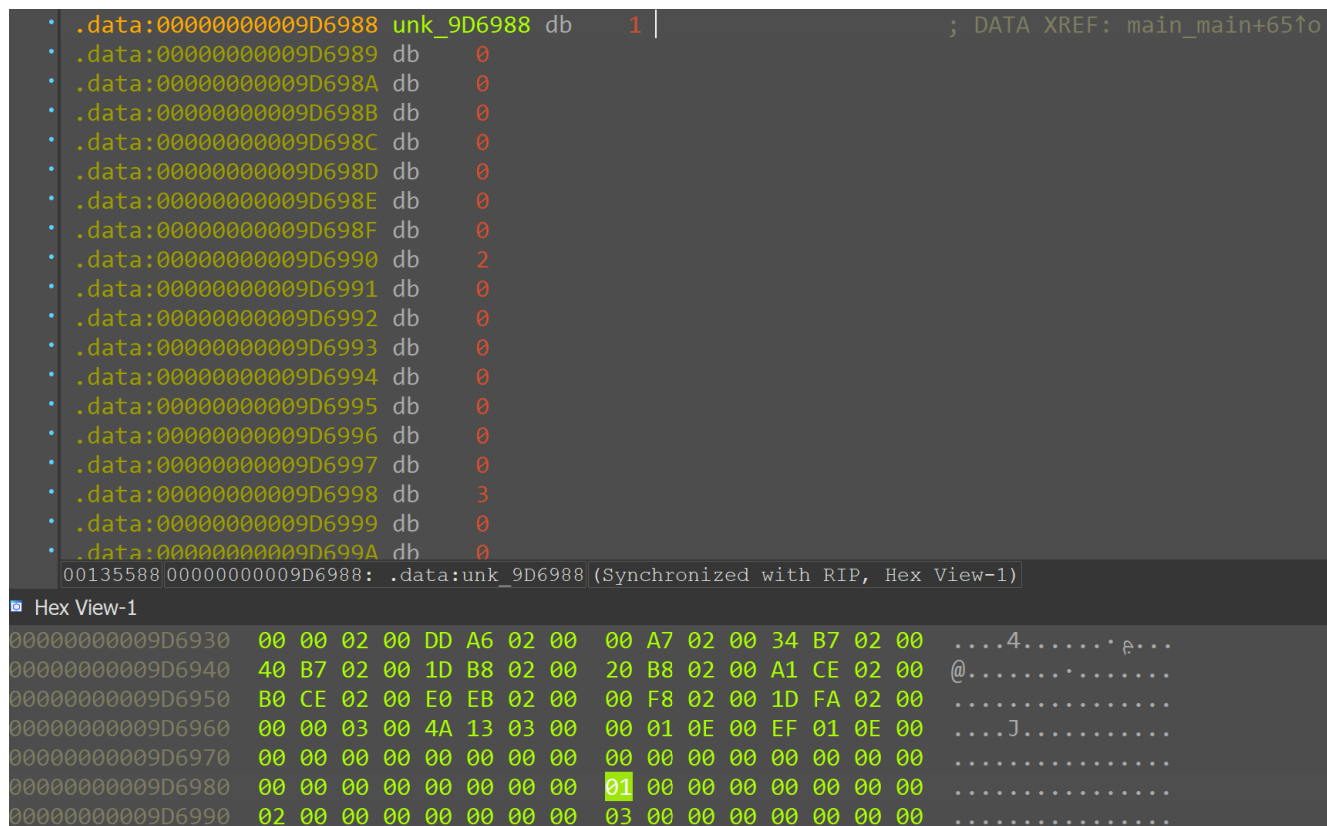 .data:00000000009D6988 unk_9D6988 db 1 ; DATA XREF: main_main+65↑o
.data:00000000009D6989 db 0
.data:00000000009D698A db 0
.data:00000000009D698B db 0
.data:00000000009D698C db 0
.data:00000000009D698D db 0
.data:00000000009D698E db 0
.data:00000000009D698F db 0
.data:00000000009D6990 db 2
.data:00000000009D6991 db 0
.data:00000000009D6992 db 0
.data:00000000009D6993 db 0
.data:00000000009D6994 db 0
.data:00000000009D6995 db 0
.data:00000000009D6996 db 0
.data:00000000009D6997 db 0
.data:00000000009D6998 db 3
.data:00000000009D6999 db 0
.data:00000000009D699A db 0
00135588 00000000009D6988: .data:unk_9D6988 (Synchronized with RIP, Hex View-1)
Hex View-1
00000000009D6930 00 00 02 00 DD A6 02 00 00 A7 02 00 34 B7 02 00 ....4......۰ج...
00000000009D6940 40 B7 02 00 1D B8 02 00 20 B8 02 00 A1 CE 02 00 @.......۰.......
00000000009D6950 B0 CE 02 00 E0 EB 02 00 00 F8 02 00 1D FA 02 00 ................
00000000009D6960 00 00 03 00 4A 13 03 00 00 01 0E 00 EF 01 0E 00 ....J...........
00000000009D6970 00 00 00 00 00 00 00 00 00 00 00 00 00 00 00 00 ................
00000000009D6980 00 00 00 00 00 00 00 00 01 00 00 00 00 00 00 00 ................
00000000009D6990 02 00 00 00 00 00 00 00 03 00 00 00 00 00 00 00 ................